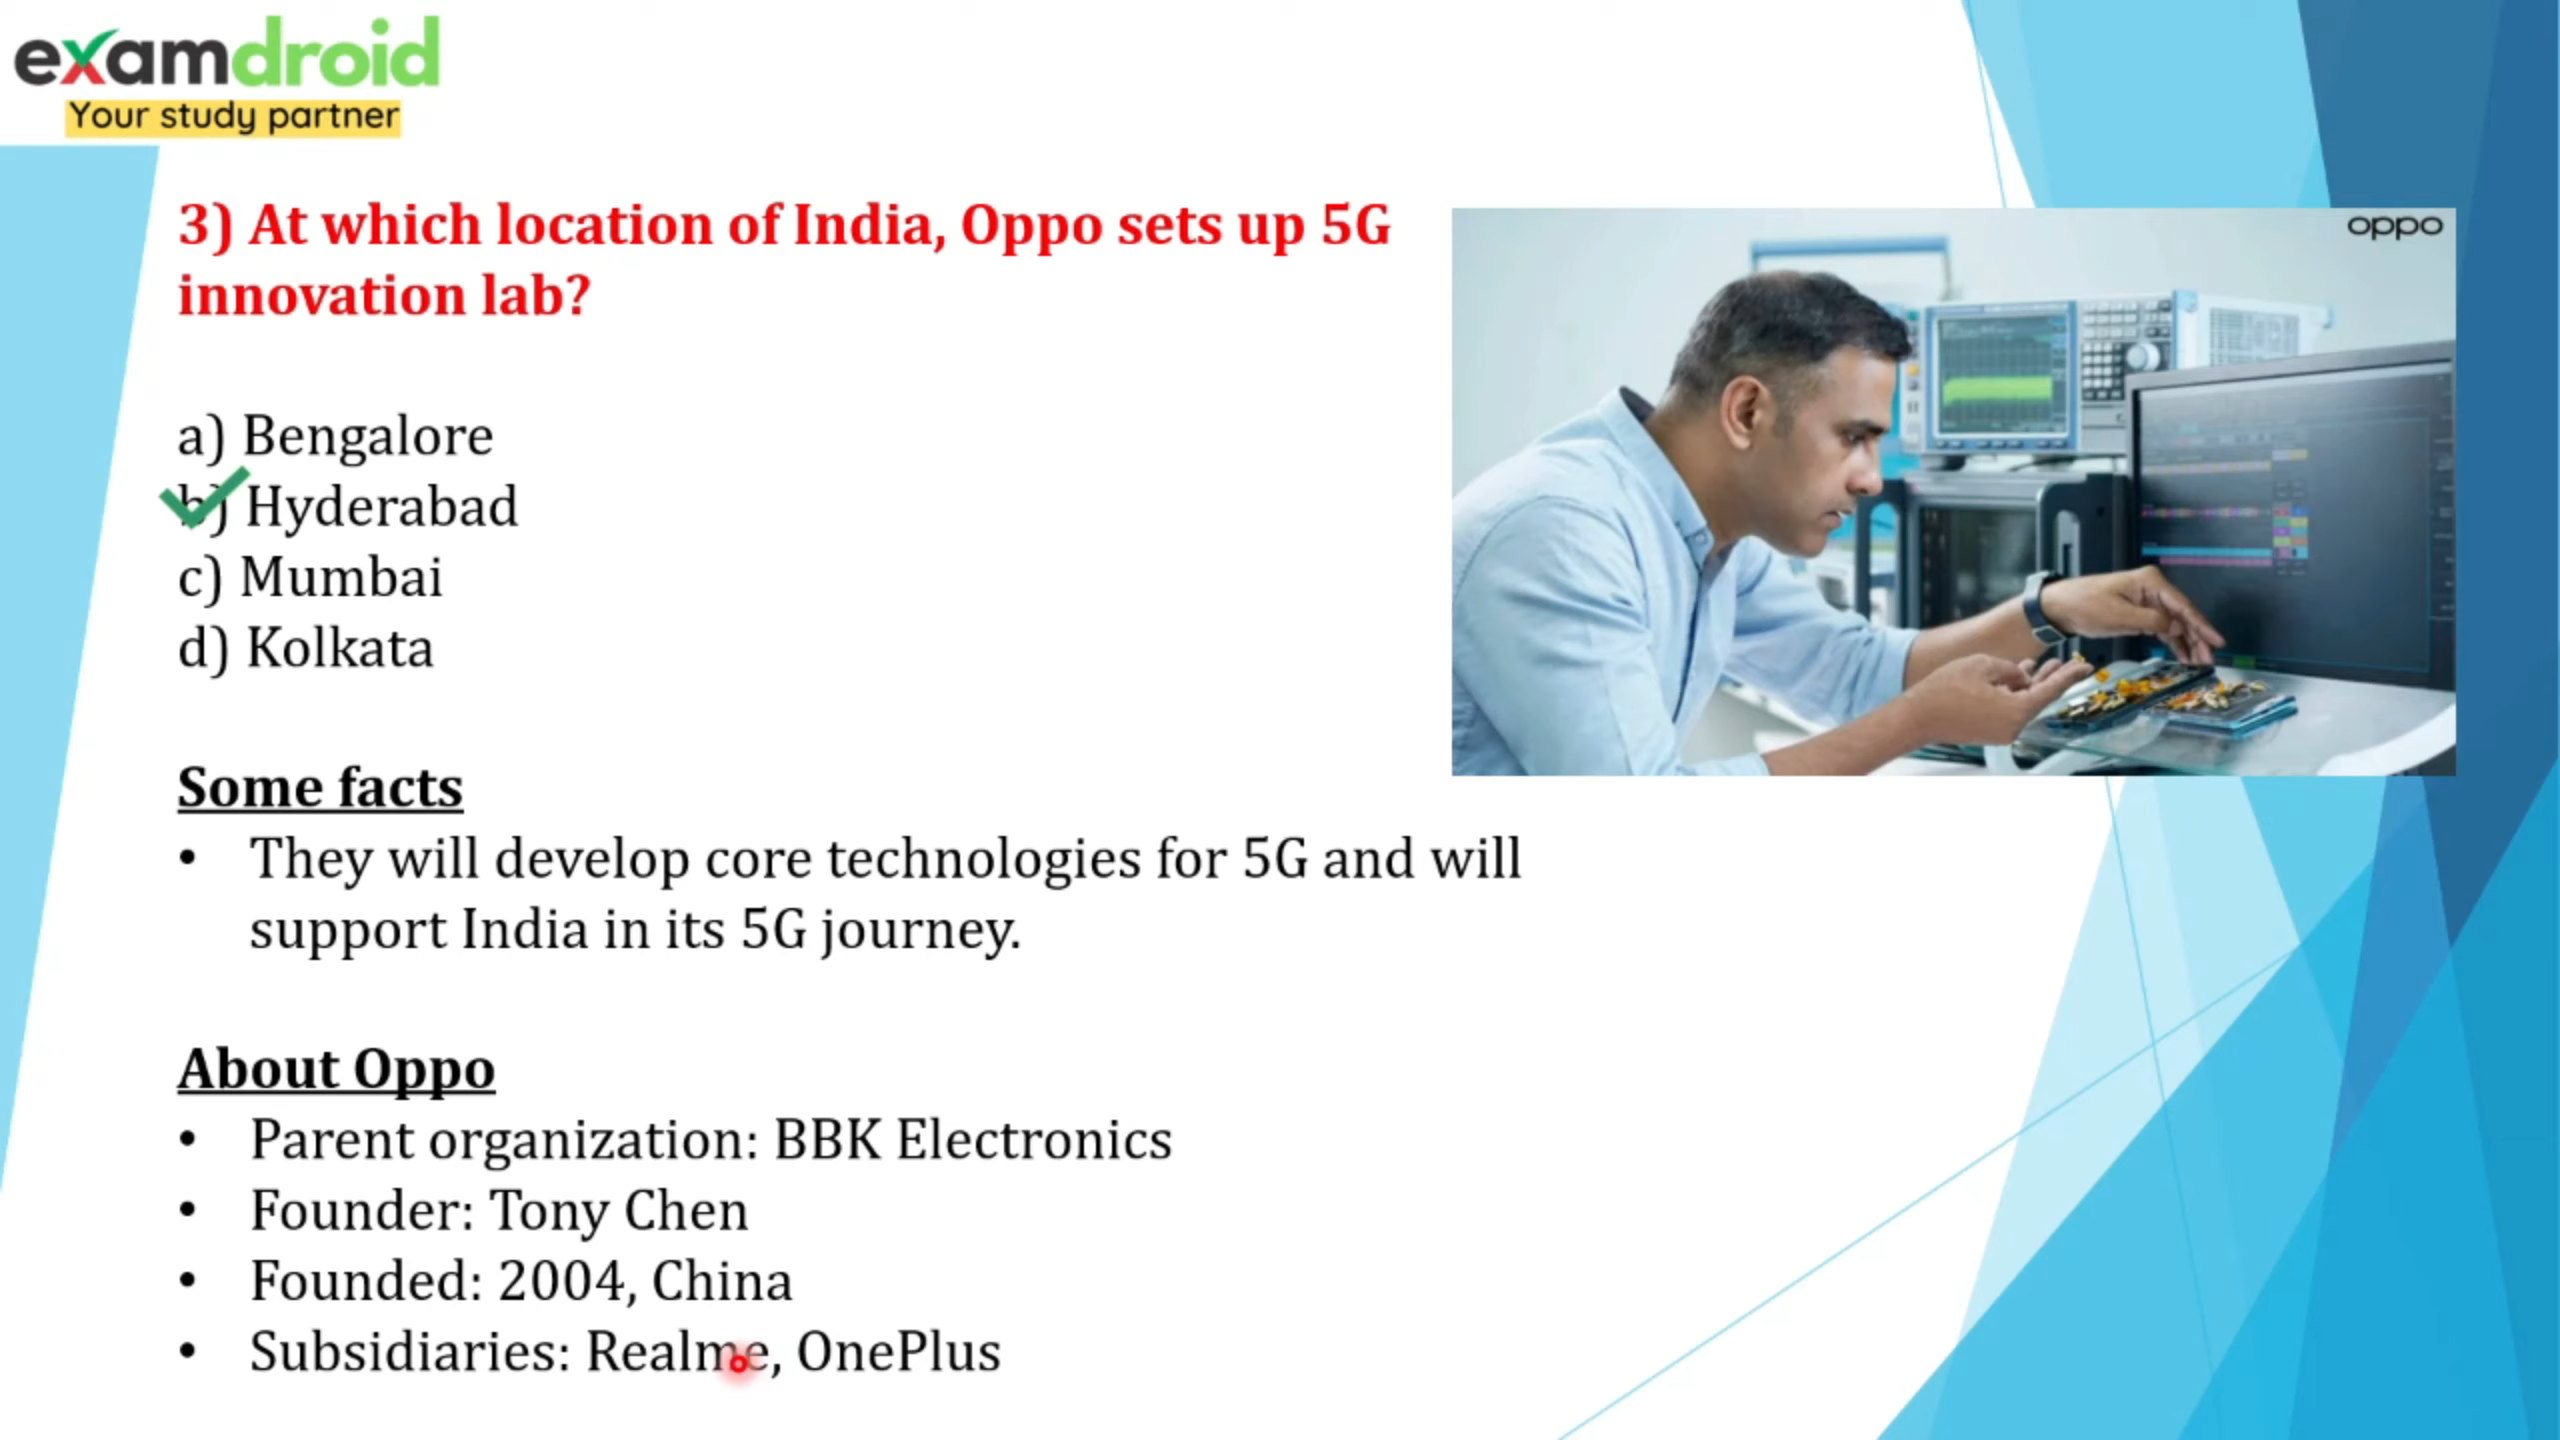 examdroid
Your study partner
3) At which location of India, Oppo sets up 5G
innovation lab?
oppo
a) Bengalore
b) Hyderabad
c) Mumbai
d) Kolkata
Some facts
• They will develop core technologies for 5G and will
support India in its 5G journey.
About Oppo
• Parent organization: BBK Electronics
• Founder: Tony Chen
• Founded: 2004, China
• Subsidiaries: Realme, OnePlus